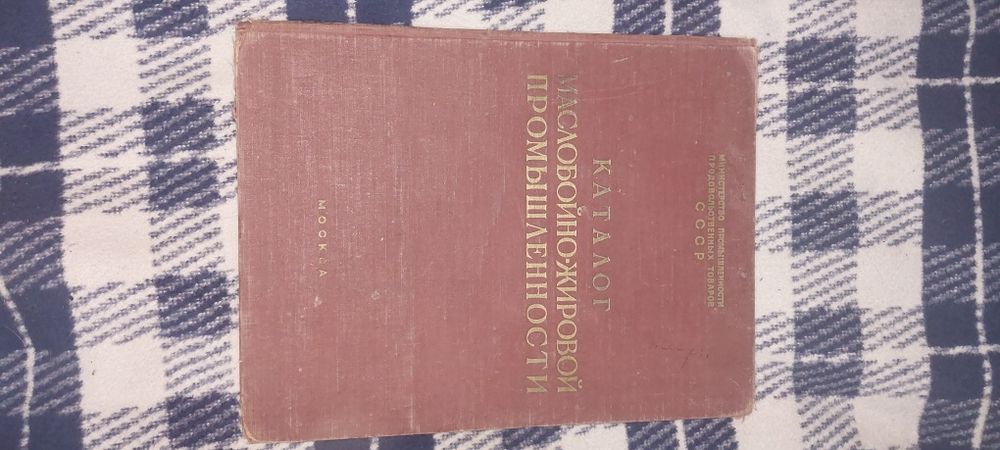 МИНИСТЕРСТВО ПРОМЫШЛЕННОСТИ
ПРОДОВОЛЬСТВЕННЫХ ТОВАРОВ
СССР
КАТАЛОГ
МАСЛОБОЙНО-ЖИРОВОЙ
ПРОМЫШЛЕННОСТИ
МОСКВА